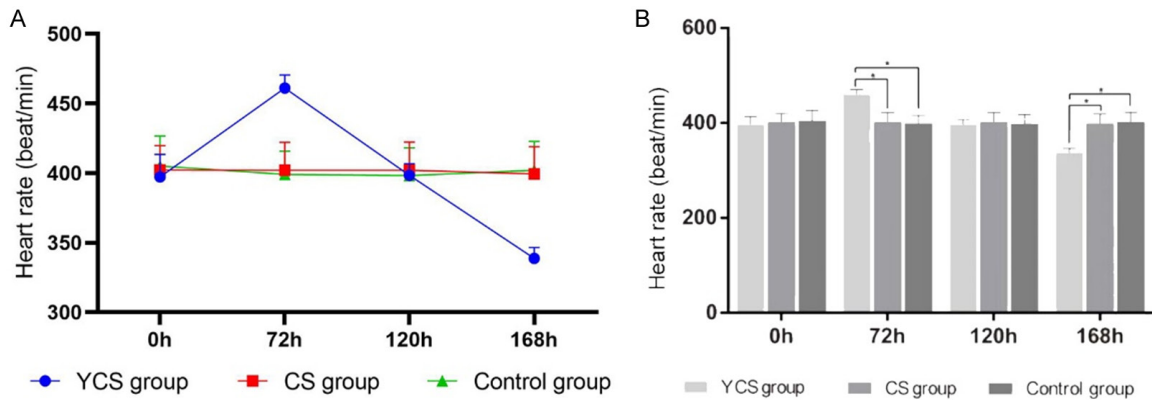 A
Heart rate (beat/min)
500
450
400
350
300
0h 72h 120h 168h
YCS group CS group Control group
B
Heart rate (beat/min)
600
400
200
0
* *
* *
0h 72h 120h 168h
YCS group CS group Control group